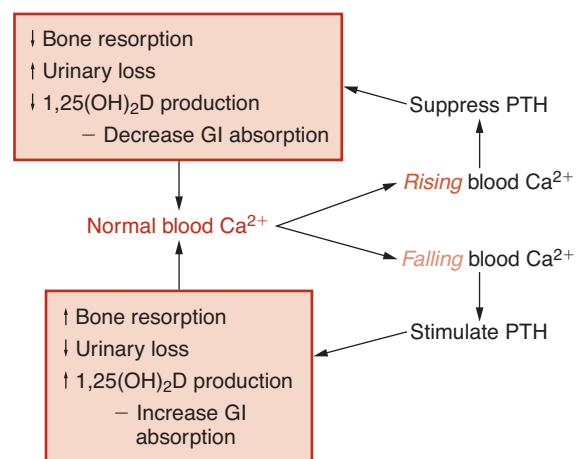 ↓ Bone resorption
↑ Urinary loss
↓ 1,25(OH)₂D production
– Decrease GI absorption
Suppress PTH
Rising blood Ca²⁺
Normal blood Ca²⁺
Falling blood Ca²⁺
Stimulate PTH
↑ Bone resorption
↓ Urinary loss
↑ 1,25(OH)₂D production
– Increase GI
absorption